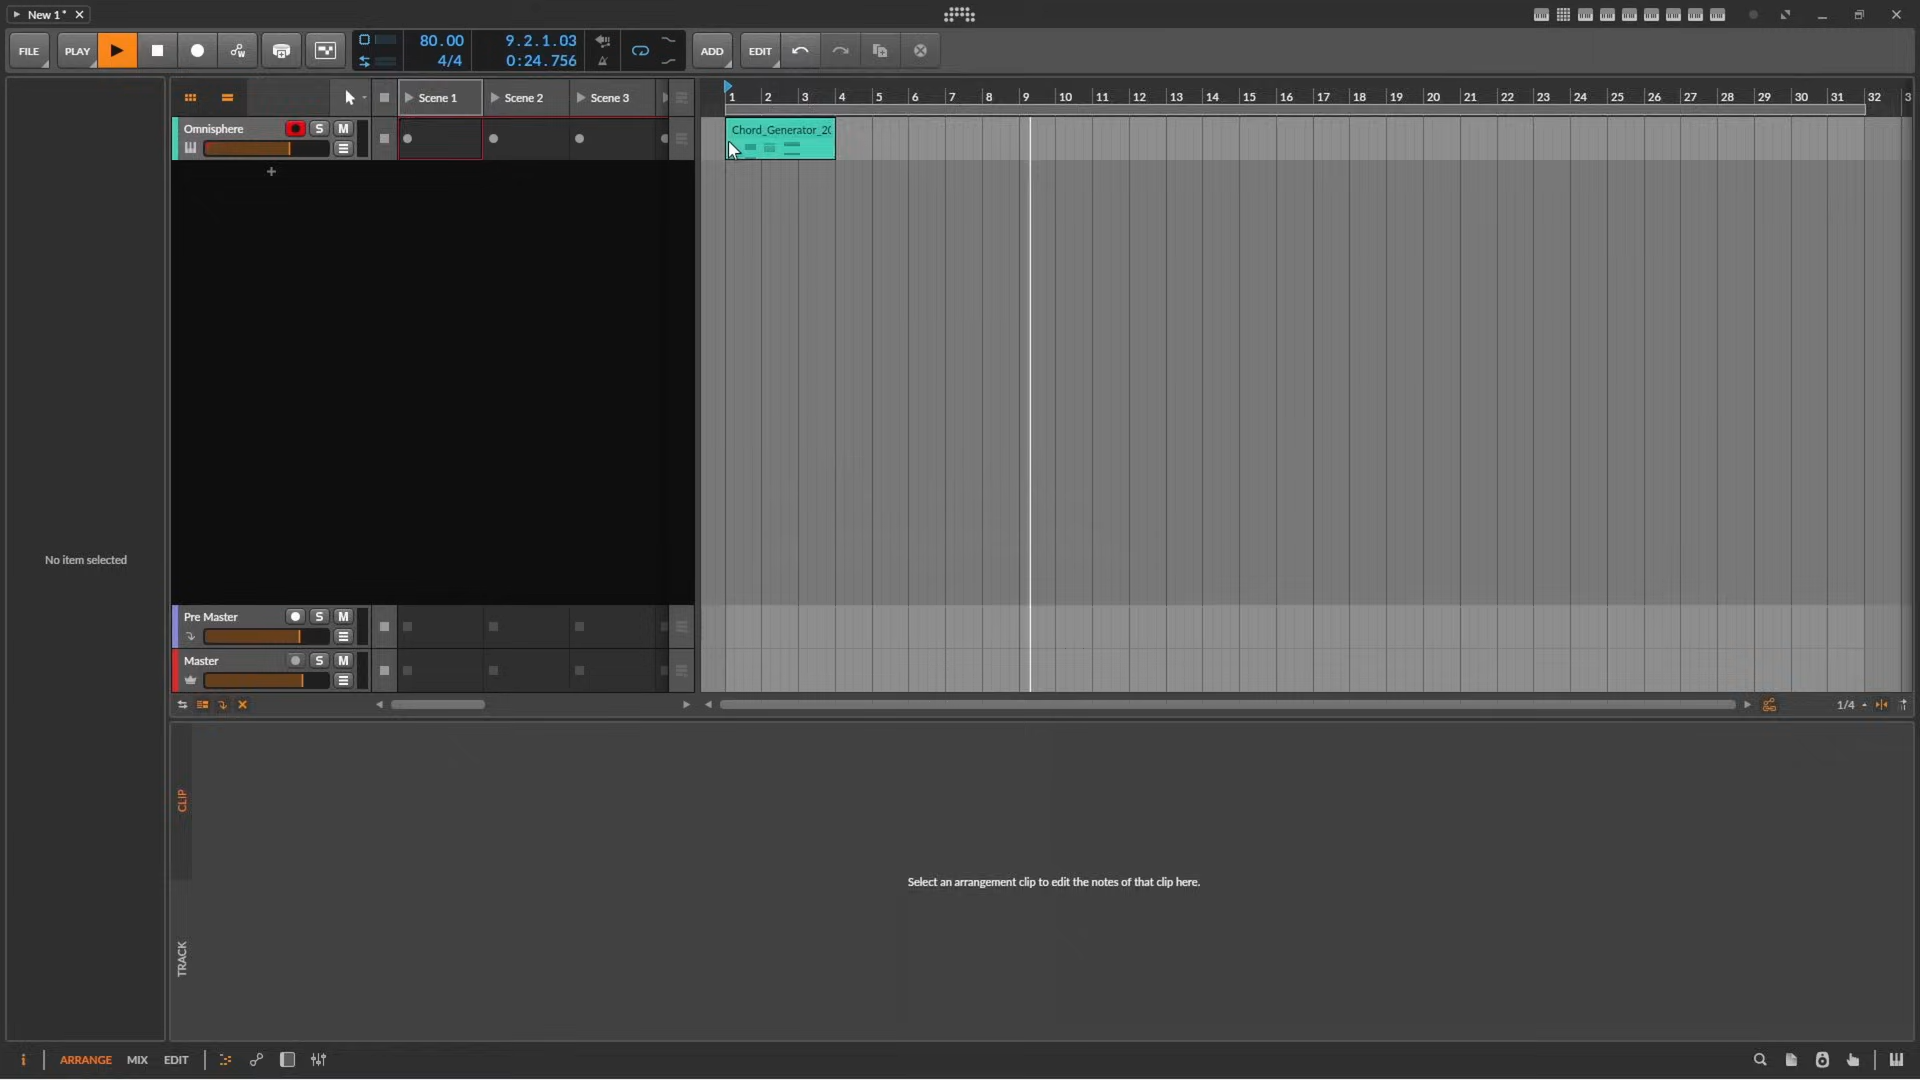 New 1*
FILE PLAY 80.00 9.2.1.03 ADD EDIT
4/4 0:24.756
Scene 1 Scene 2 Scene 3 1 2 3 4 5 6 7 8 9 10 11 12 13 14 15 16 17 18 19 20 21 22 23 24 25 26 27 28 29 30 31 32 3
Omnisphere S M
Chord_Generator_20
No item selected
Pre Master S M
Master S M
1/4
CLIP
Select an arrangement clip to edit the notes of that clip here.
TRACK
i ARRANGE MIX EDIT